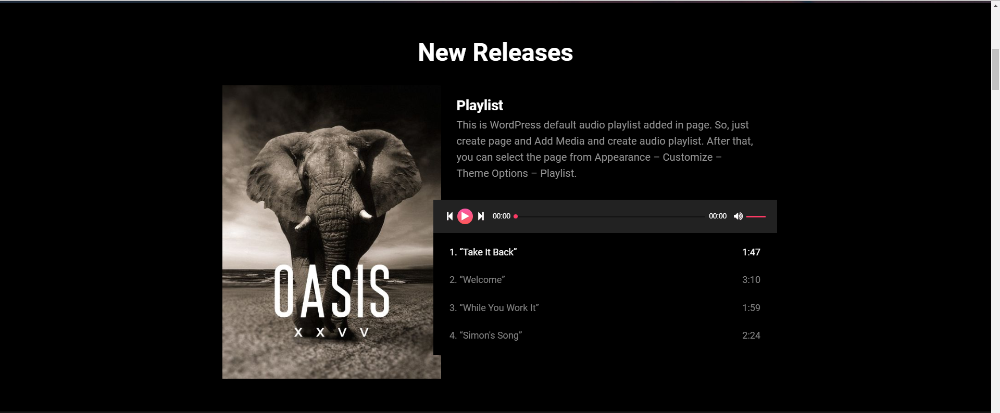 New Releases
OASIS
X X V V
Playlist
This is WordPress default audio playlist added in page. So, just
create page and Add Media and create audio playlist. After that,
you can select the page from Appearance – Customize –
Theme Options – Playlist.
00:00 00:00
1. “Take It Back” 1:47
2. “Welcome” 3:10
3. “While You Work It” 1:59
4. “Simon's Song” 2:24